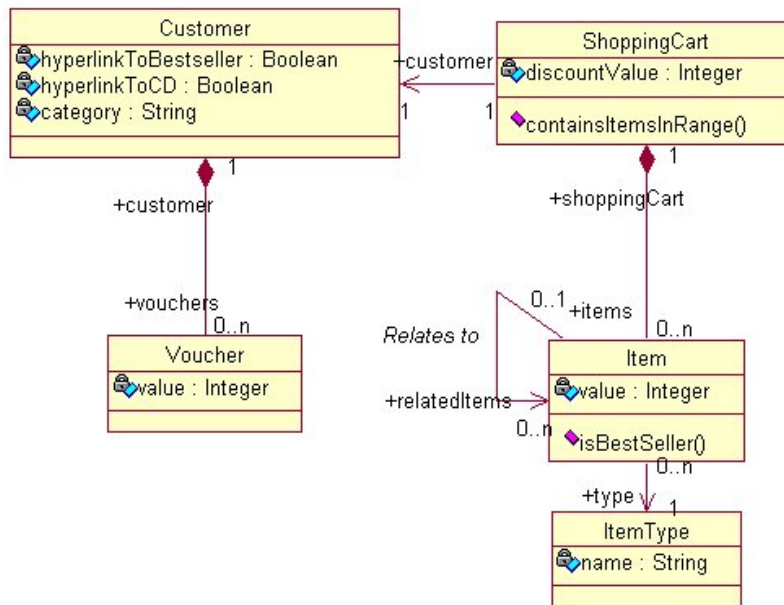 Customer
hyperlinkToBestseller : Boolean
hyperlinkToCD : Boolean
category : String
+customer
1
1
ShoppingCart
discountValue : Integer
containsItemsInRange()
1
+customer
+vouchers
0..n
Voucher
value : Integer
1
+shoppingCart
0..1
+items
0..n
Relates to
+relatedItems
0..n
Item
value : Integer
isBestSeller()
0..n
+type
1
ItemType
name : String